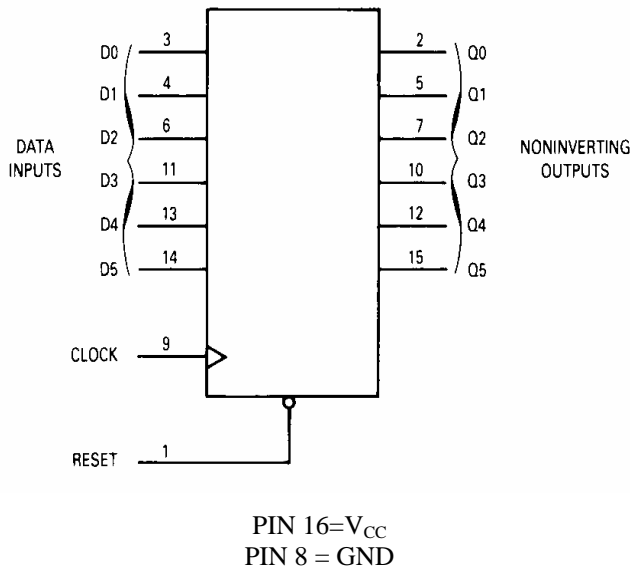 D0 3 2 Q0
D1 4 5 Q1
D2 6 7 Q2
DATA INPUTS
NONINVERTING OUTPUTS
D3 11 10 Q3
D4 13 12 Q4
D5 14 15 Q5
CLOCK 9
RESET 1
PIN 16=VCC
PIN 8 = GND